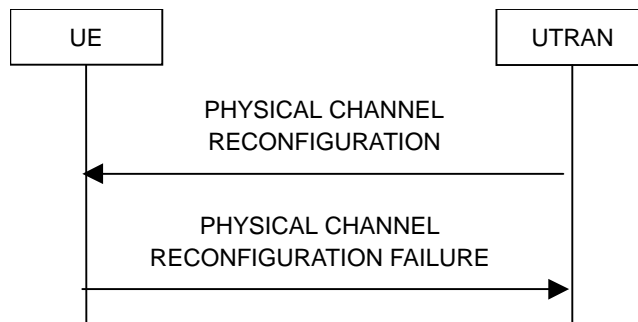 UE
UTRAN
PHYSICAL CHANNEL
RECONFIGURATION
PHYSICAL CHANNEL
RECONFIGURATION FAILURE